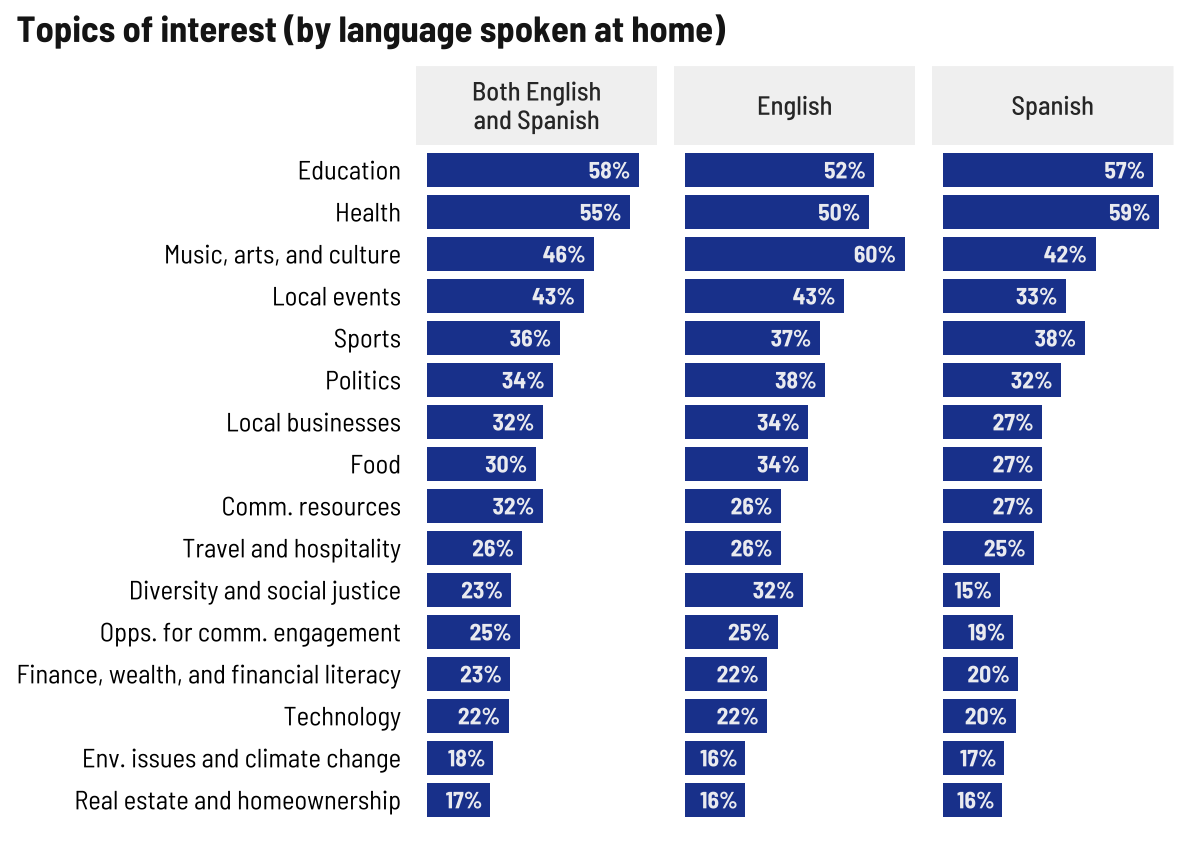 Topics of interest (by language spoken at home)
Both English
and Spanish
English
Spanish
Education 58% 52% 57%
Health 55% 50% 59%
Music, arts, and culture 46% 60% 42%
Local events 43% 43% 33%
Sports 36% 37% 38%
Politics 34% 38% 32%
Local businesses 32% 34% 27%
Food 30% 34% 27%
Comm. resources 32% 26% 27%
Travel and hospitality 26% 26% 25%
Diversity and social justice 23% 32% 15%
Opps. for comm. engagement 25% 25% 19%
Finance, wealth, and financial literacy 23% 22% 20%
Technology 22% 22% 20%
Env. issues and climate change 18% 16% 17%
Real estate and homeownership 17% 16% 16%